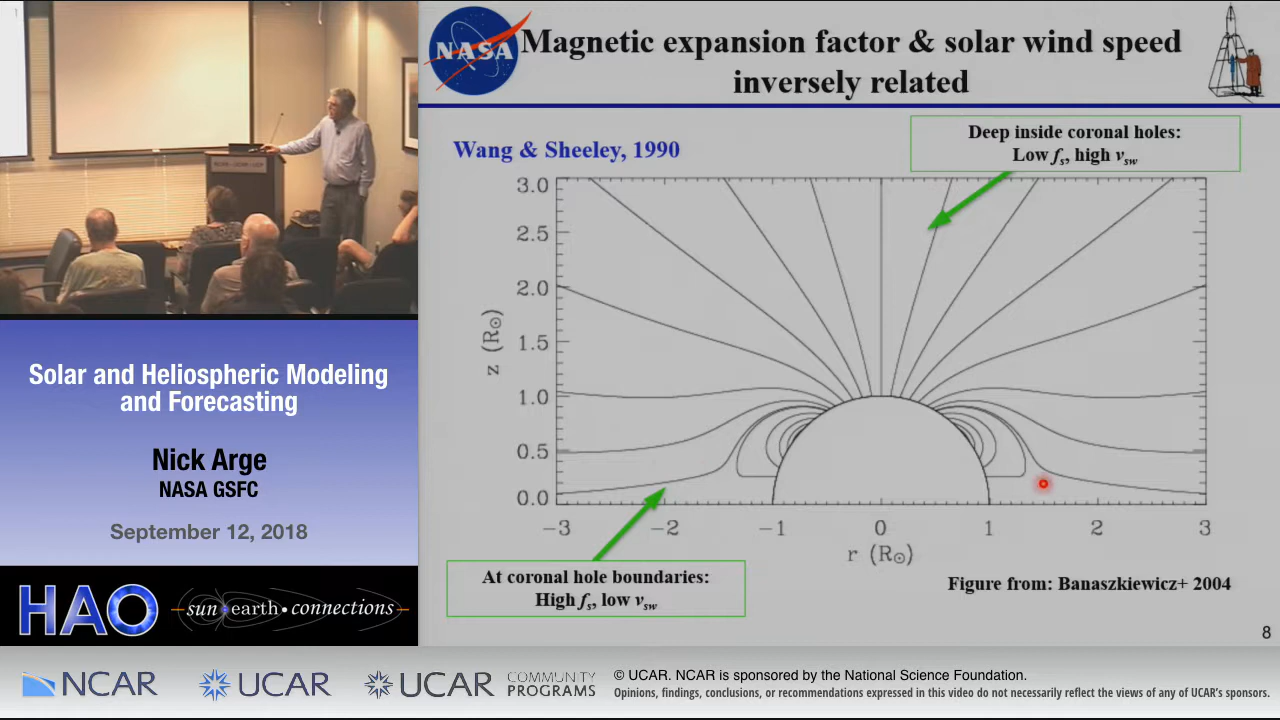 NASA
Magnetic expansion factor & solar wind speed
inversely related
Wang & Sheeley, 1990
Deep inside coronal holes:
Low fs, high vsw
3.0
2.5
2.0
1.5
1.0
0.5
0.0
z (R⊙)
−3 −2 −1 0 1 2 3
r (R⊙)
At coronal hole boundaries:
High fs, low vsw
Figure from: Banaszkiewicz+ 2004
8
Solar and Heliospheric Modeling
and Forecasting
Nick Arge
NASA GSFC
September 12, 2018
HAO
sun•earth•connections
NCAR
UCAR
UCAR
COMMUNITY
PROGRAMS
© UCAR. NCAR is sponsored by the National Science Foundation.
Opinions, findings, conclusions, or recommendations expressed in this video do not necessarily reflect the views of any of UCAR's sponsors.